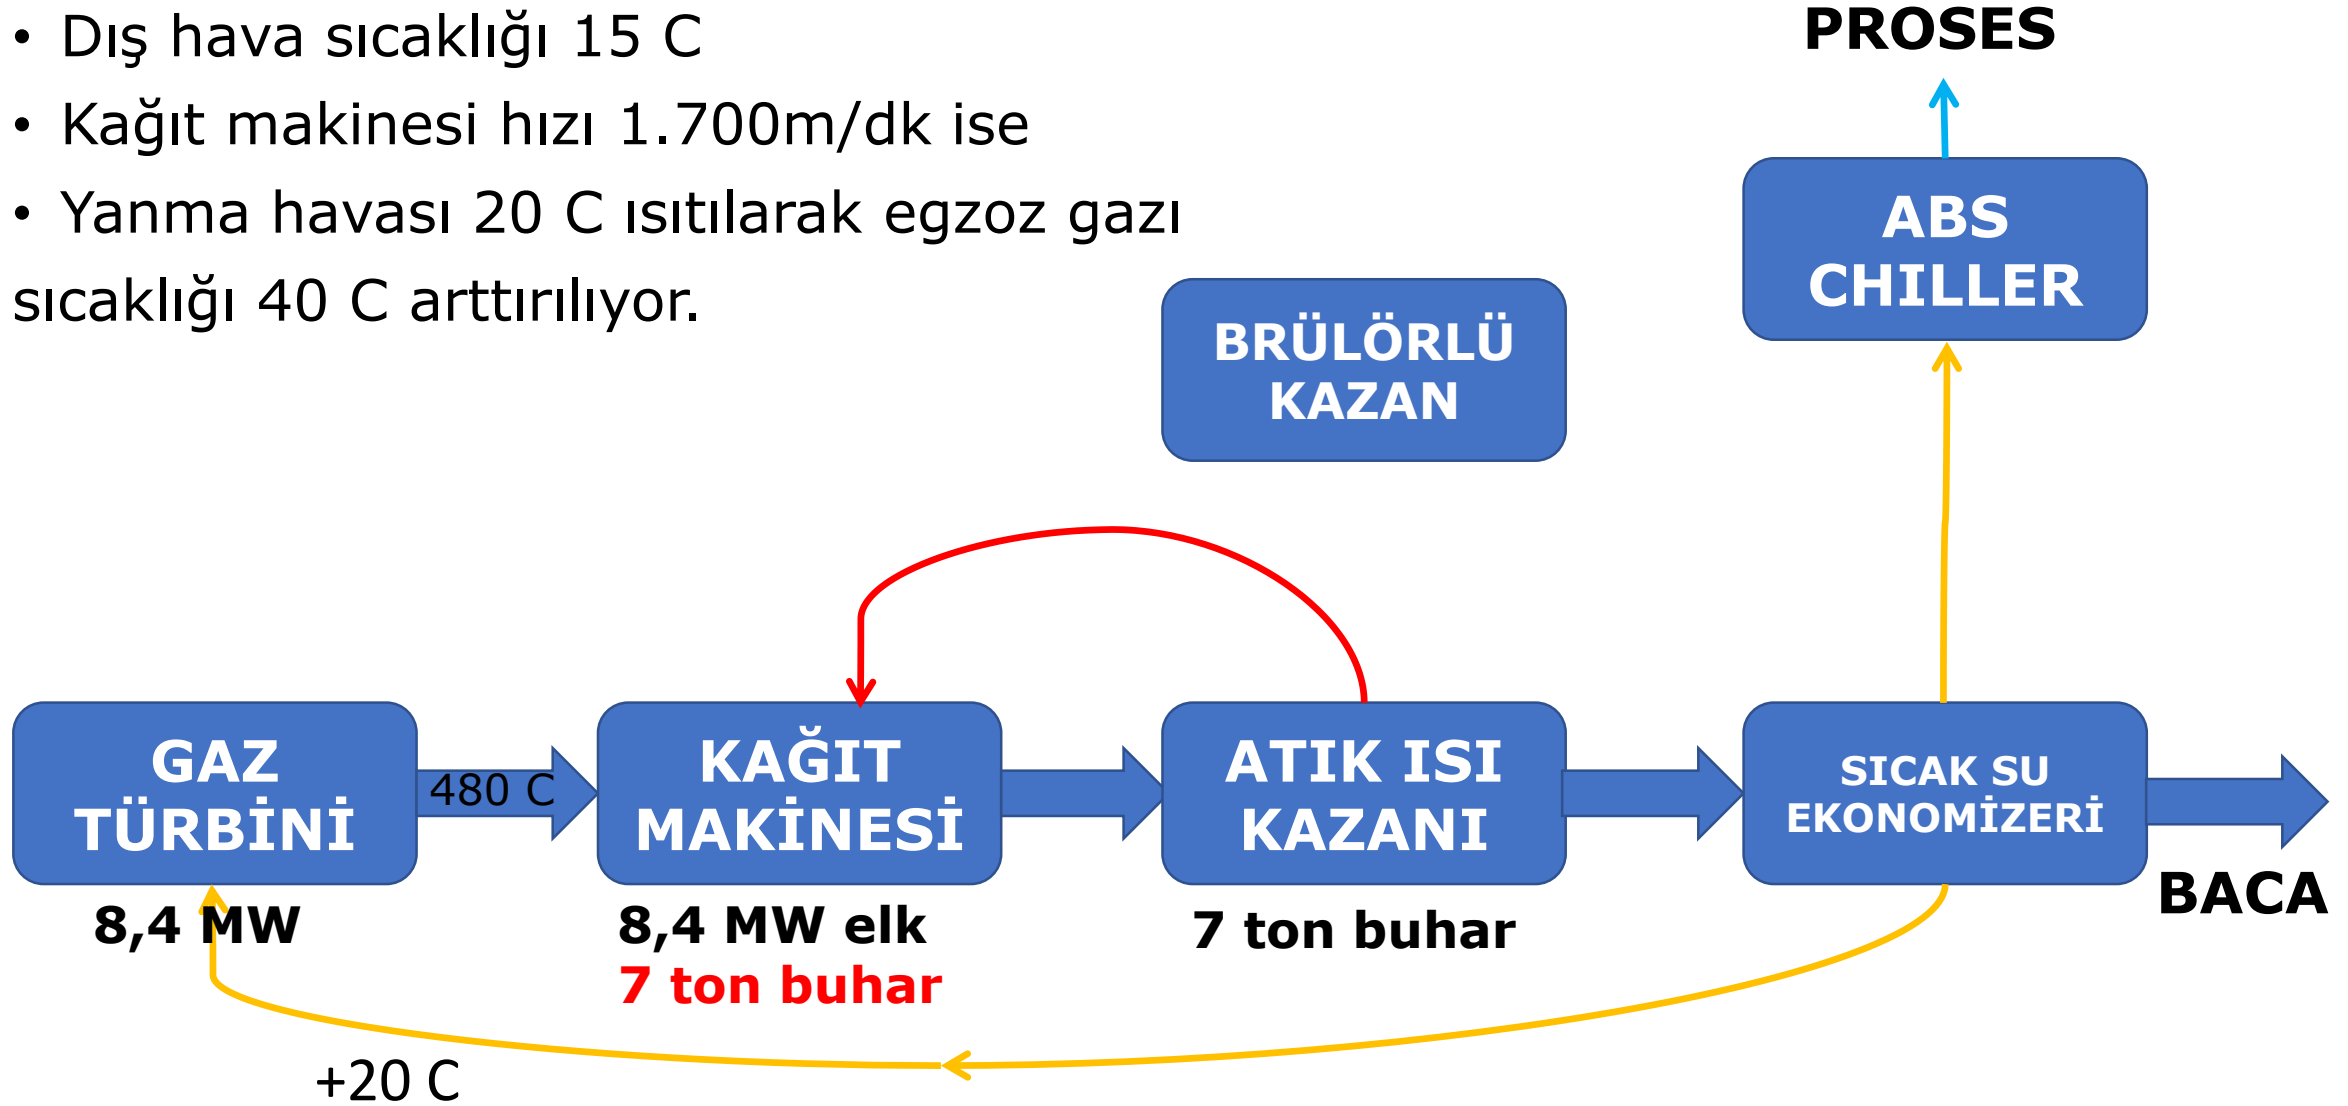 • Dış hava sıcaklığı 15 C
• Kağıt makinesi hızı 1.700m/dk ise
• Yanma havası 20 C ısıtılarak egzoz gazı
sıcaklığı 40 C arttırılıyor.
PROSES
ABS
CHILLER
BRÜLÖRLÜ
KAZAN
GAZ
TÜRBİNİ
480 C
KAĞIT
MAKİNESİ
ATIK ISI
KAZANI
SICAK SU
EKONOMİZERİ
BACA
8,4 MW
8,4 MW elk
7 ton buhar
7 ton buhar
+20 C